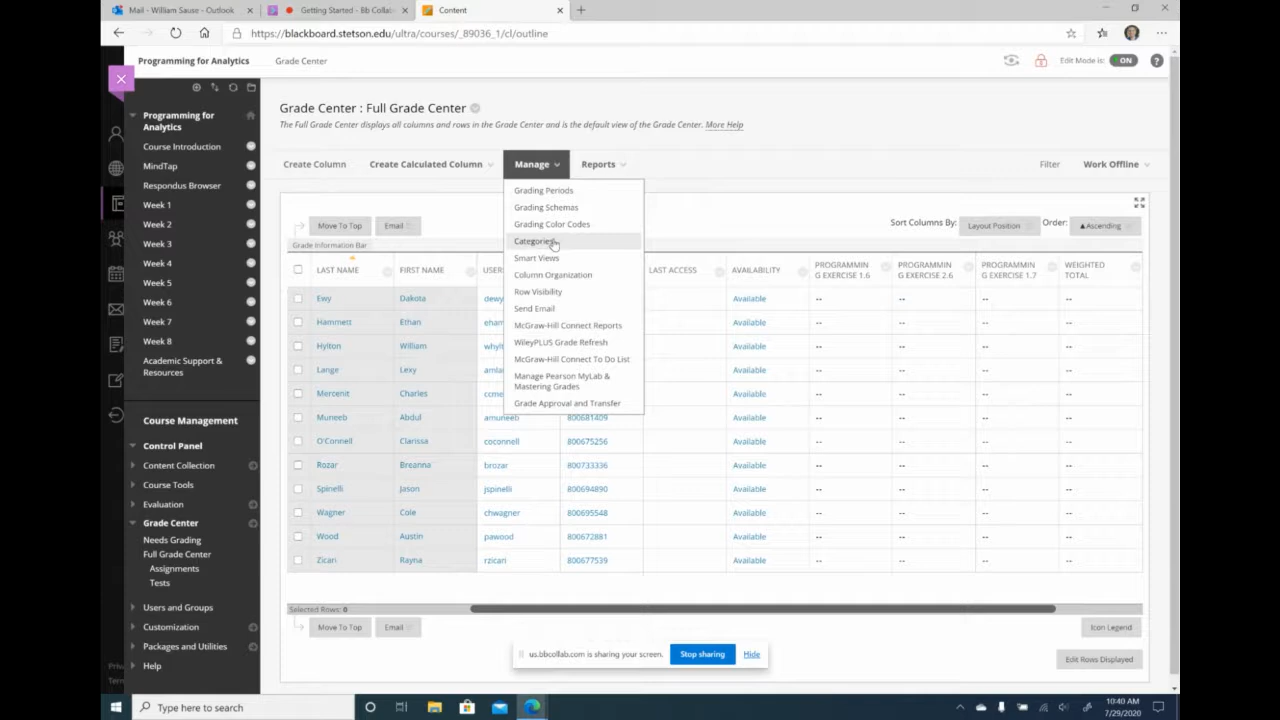 Mail - William Sause - Outlook
Getting Started - Bb Collab
Content
https://blackboard.stetson.edu/ultra/courses/_89036_1/cl/outline
Programming for Analytics
Grade Center
Edit Mode is:
ON
?
Programming for
Analytics
Course Introduction
MindTap
Respondus Browser
Week 1
Week 2
Week 3
Week 4
Week 5
Week 6
Week 7
Week 8
Academic Support &
Resources
Course Management
Control Panel
Content Collection
Course Tools
Evaluation
Grade Center
Needs Grading
Full Grade Center
Assignments
Tests
Users and Groups
Customization
Packages and Utilities
Help
Priv
Term
Grade Center : Full Grade Center
The Full Grade Center displays all columns and rows in the Grade Center and is the default view of the Grade Center. More Help
Create Column
Create Calculated Column
Manage
Reports
Filter
Work Offline
Grading Periods
Grading Schemas
Grading Color Codes
Categories
Smart Views
Column Organization
Row Visibility
Send Email
McGraw-Hill Connect Reports
WileyPLUS Grade Refresh
McGraw-Hill Connect To Do List
Manage Pearson MyLab &
Mastering Grades
Grade Approval and Transfer
Move To Top
Email
Sort Columns By:
Layout Position
Order:
▲Ascending
Grade Information Bar
LAST NAME FIRST NAME USER LAST ACCESS AVAILABILITY PROGRAMMIN G EXERCISE 1.6 PROGRAMMIN G EXERCISE 2.6 PROGRAMMIN G EXERCISE 1.7 WEIGHTED TOTAL
Ewy Dakota dewy Available -- -- -- --
Hammett Ethan eham Available -- -- -- --
Hylton William whylt Available -- -- -- --
Lange Lexy amlan Available -- -- -- --
Mercenit Charles ccme Available -- -- -- --
Muneeb Abdul amuneeb 800681409 Available -- -- -- --
O'Connell Clarissa coconnell 800675256 Available -- -- -- --
Rozar Breanna brozar 800733336 Available -- -- -- --
Spinelli Jason jspinelli 800694890 Available -- -- -- --
Wagner Cole chwagner 800695548 Available -- -- -- --
Wood Austin pawood 800672881 Available -- -- -- --
Zicari Rayna rzicari 800677539 Available -- -- -- --
Selected Rows: 0
Move To Top
Email
Icon Legend
us.bbcollab.com is sharing your screen.
Stop sharing
Hide
Edit Rows Displayed
Type here to search
10:40 AM
7/29/2020